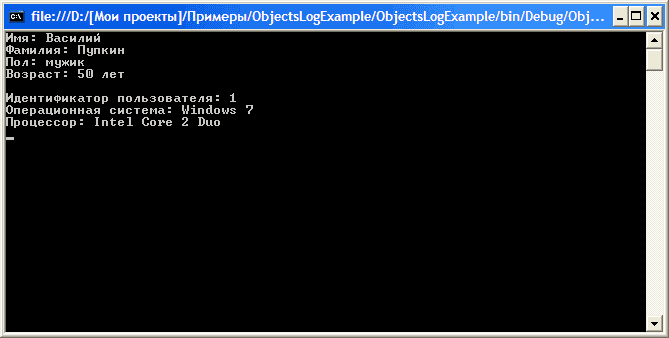 file:///D:/[Мои проекты]/Примеры/ObjectsLogExample/ObjectsLogExample/bin/Debug/Obj...
Имя: Василий
Фамилия: Пупкин
Пол: мужик
Возраст: 50 лет
Идентификатор пользователя: 1
Операционная система: Windows 7
Процессор: Intel Core 2 Duo